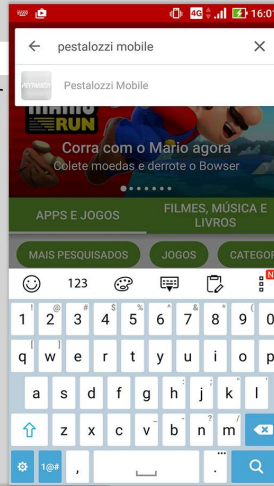 4G 16:01
pestalozzi mobile
PESTALOZZI
Pestalozzi Mobile
MARIO
RUN
Corra com o Mario agora
Colete moedas e derrote o Bowser
APPS E JOGOS
FILMES, MÚSICA E
LIVROS
MAIS PESQUISADOS
JOGOS
CATEGOR
123
N
! @ # $ % ^ & * (
1 2 3 4 5 6 7 8 9 0
[ ] < >
q w e r t y u i o p
: ; ' "
a s d f g h j k l
- _ ? !
z x c v b n m
1@# , .